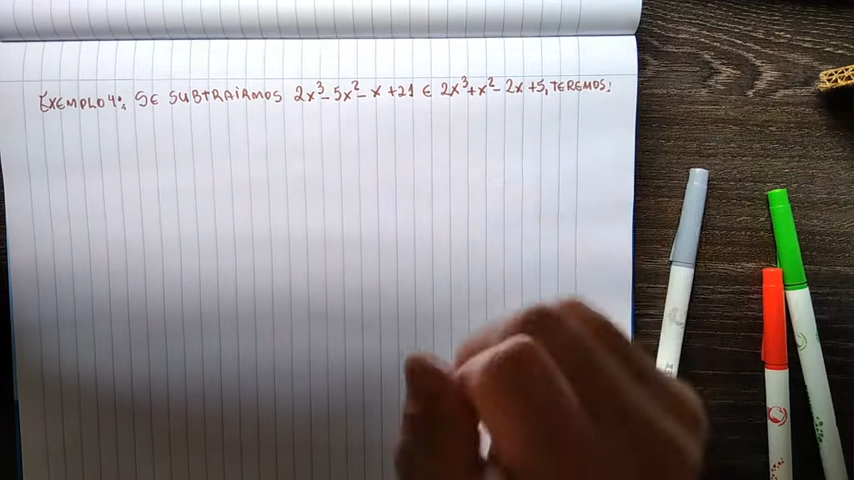 EXEMPLO 4: SE SUBTRAIRMOS 2x³-5x²-x+21 E 2x³+x²-2x+5, TEREMOS: